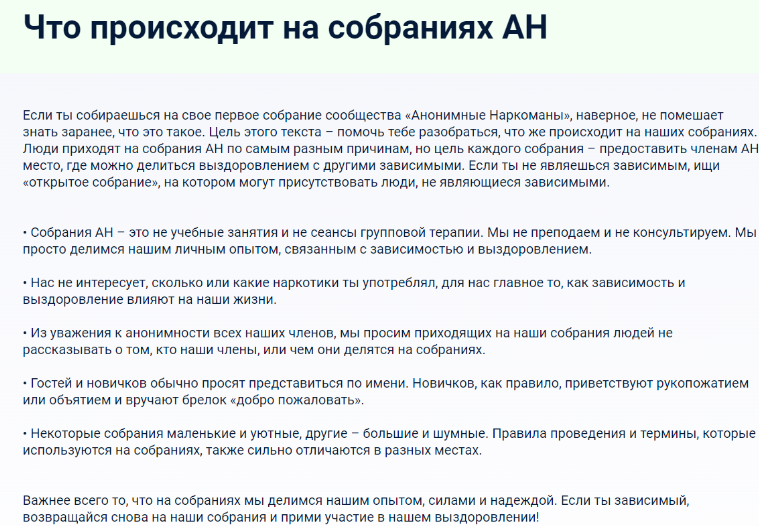 Что происходит на собраниях АН
Если ты собираешься на свое первое собрание сообщества «Анонимные Наркоманы», наверное, не помешает
знать заранее, что это такое. Цель этого текста – помочь тебе разобраться, что же происходит на наших собраниях.
Люди приходят на собрания АН по самым разным причинам, но цель каждого собрания – предоставить членам АН
место, где можно делиться выздоровлением с другими зависимыми. Если ты не являешься зависимым, ищи
«открытое собрание», на котором могут присутствовать люди, не являющиеся зависимыми.
• Собрания АН – это не учебные занятия и не сеансы групповой терапии. Мы не преподаем и не консультируем. Мы
просто делимся нашим личным опытом, связанным с зависимостью и выздоровлением.
• Нас не интересует, сколько или какие наркотики ты употреблял, для нас главное то, как зависимость и
выздоровление влияют на наши жизни.
• Из уважения к анонимности всех наших членов, мы просим приходящих на наши собрания людей не
рассказывать о том, кто наши члены, или чем они делятся на собраниях.
• Гостей и новичков обычно просят представиться по имени. Новичков, как правило, приветствуют рукопожатием
или объятием и вручают брелок «добро пожаловать».
• Некоторые собрания маленькие и уютные, другие – большие и шумные. Правила проведения и термины, которые
используются на собраниях, также сильно отличаются в разных местах.
Важнее всего то, что на собраниях мы делимся нашим опытом, силами и надеждой. Если ты зависимый,
возвращайся снова на наши собрания и прими участие в нашем выздоровлении!